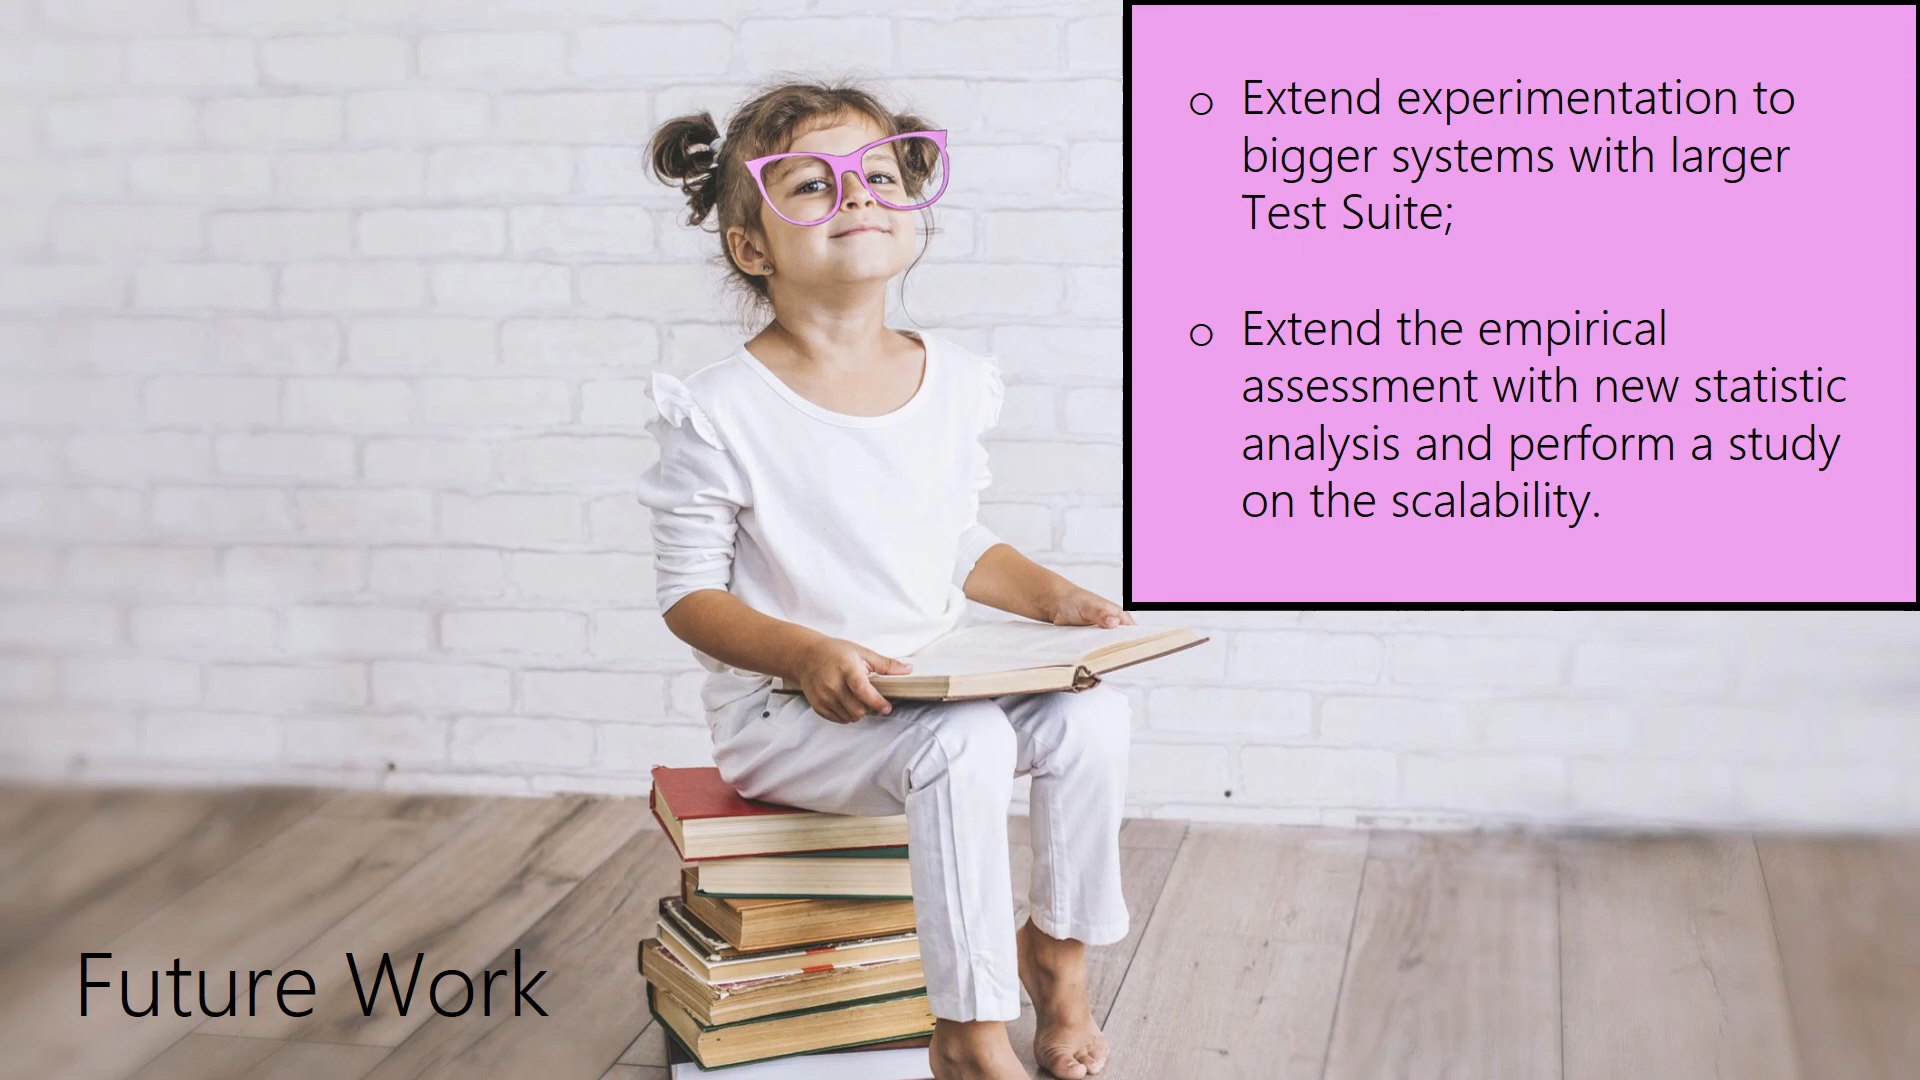 o Extend experimentation to
bigger systems with larger
Test Suite;
o Extend the empirical
assessment with new statistic
analysis and perform a study
on the scalability.
Future Work